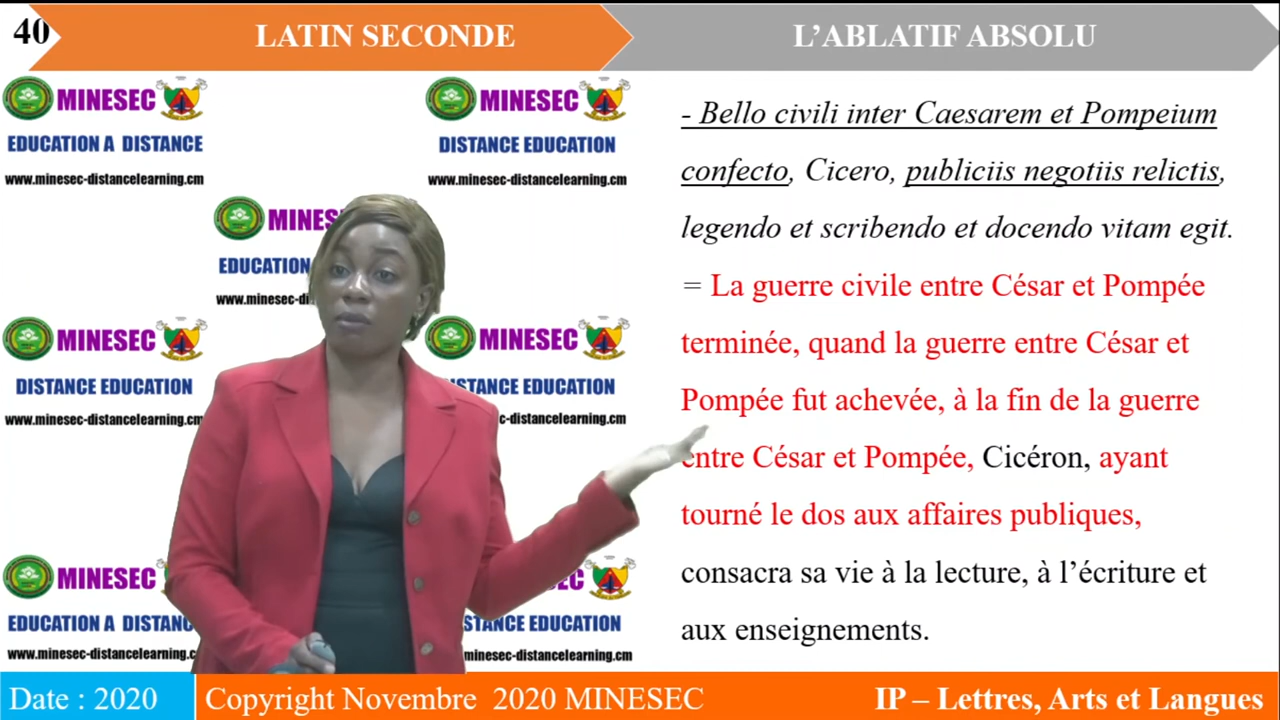 40
LATIN SECONDE
L’ABLATIF ABSOLU
MINESEC
EDUCATION A DISTANCE
www.minesec-distancelearning.cm
MINESEC
DISTANCE EDUCATION
www.minesec-distancelearning.cm
EDUCATION
MINESEC
DISTANCE EDUCATION
MINESEC
MINESEC
EDUCATION A
- Bello civili inter Caesarem et Pompeium
confecto, Cicero, publiciis negotiis relictis,
legendo et scribendo et docendo vitam egit.
= La guerre civile entre César et Pompée
terminée, quand la guerre entre César et
Pompée fut achevée, à la fin de la guerre
entre César et Pompée, Cicéron, ayant
tourné le dos aux affaires publiques,
consacra sa vie à la lecture, à l’écriture et
aux enseignements.
Date : 2020
Copyright Novembre 2020 MINESEC
IP – Lettres, Arts et Langues